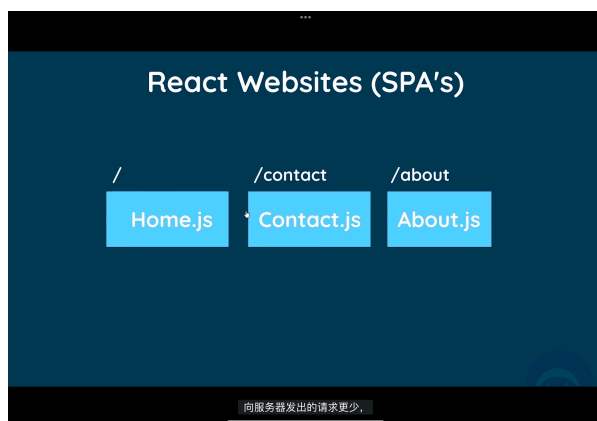 React Websites (SPA's)
/ /contact /about
Home.js Contact.js About.js
向服务器发出的请求更少,